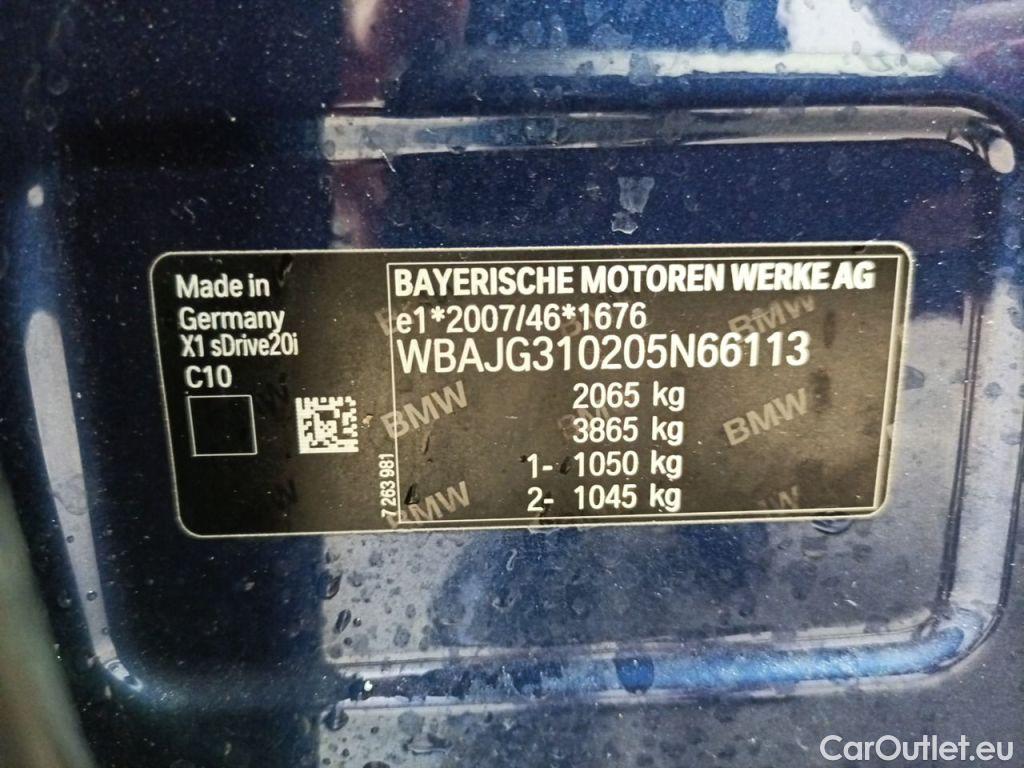 Made in
Germany
X1 sDrive20i
C10
7 263 981
BAYERISCHE MOTOREN WERKE AG
e1*2007/46*1676
WBAJG310205N66113
2065 kg
3865 kg
1- 1050 kg
2- 1045 kg
BMW
BMW
BMW
BMW
CarOutlet.eu